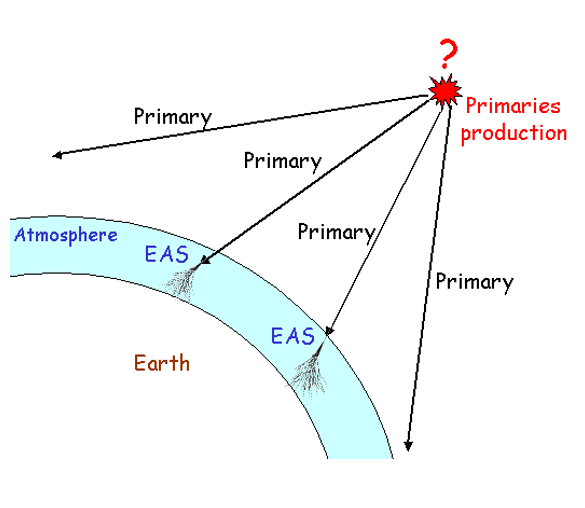 ?
Primaries
production
Primary
Primary
Primary
Primary
Atmosphere
EAS
EAS
Earth